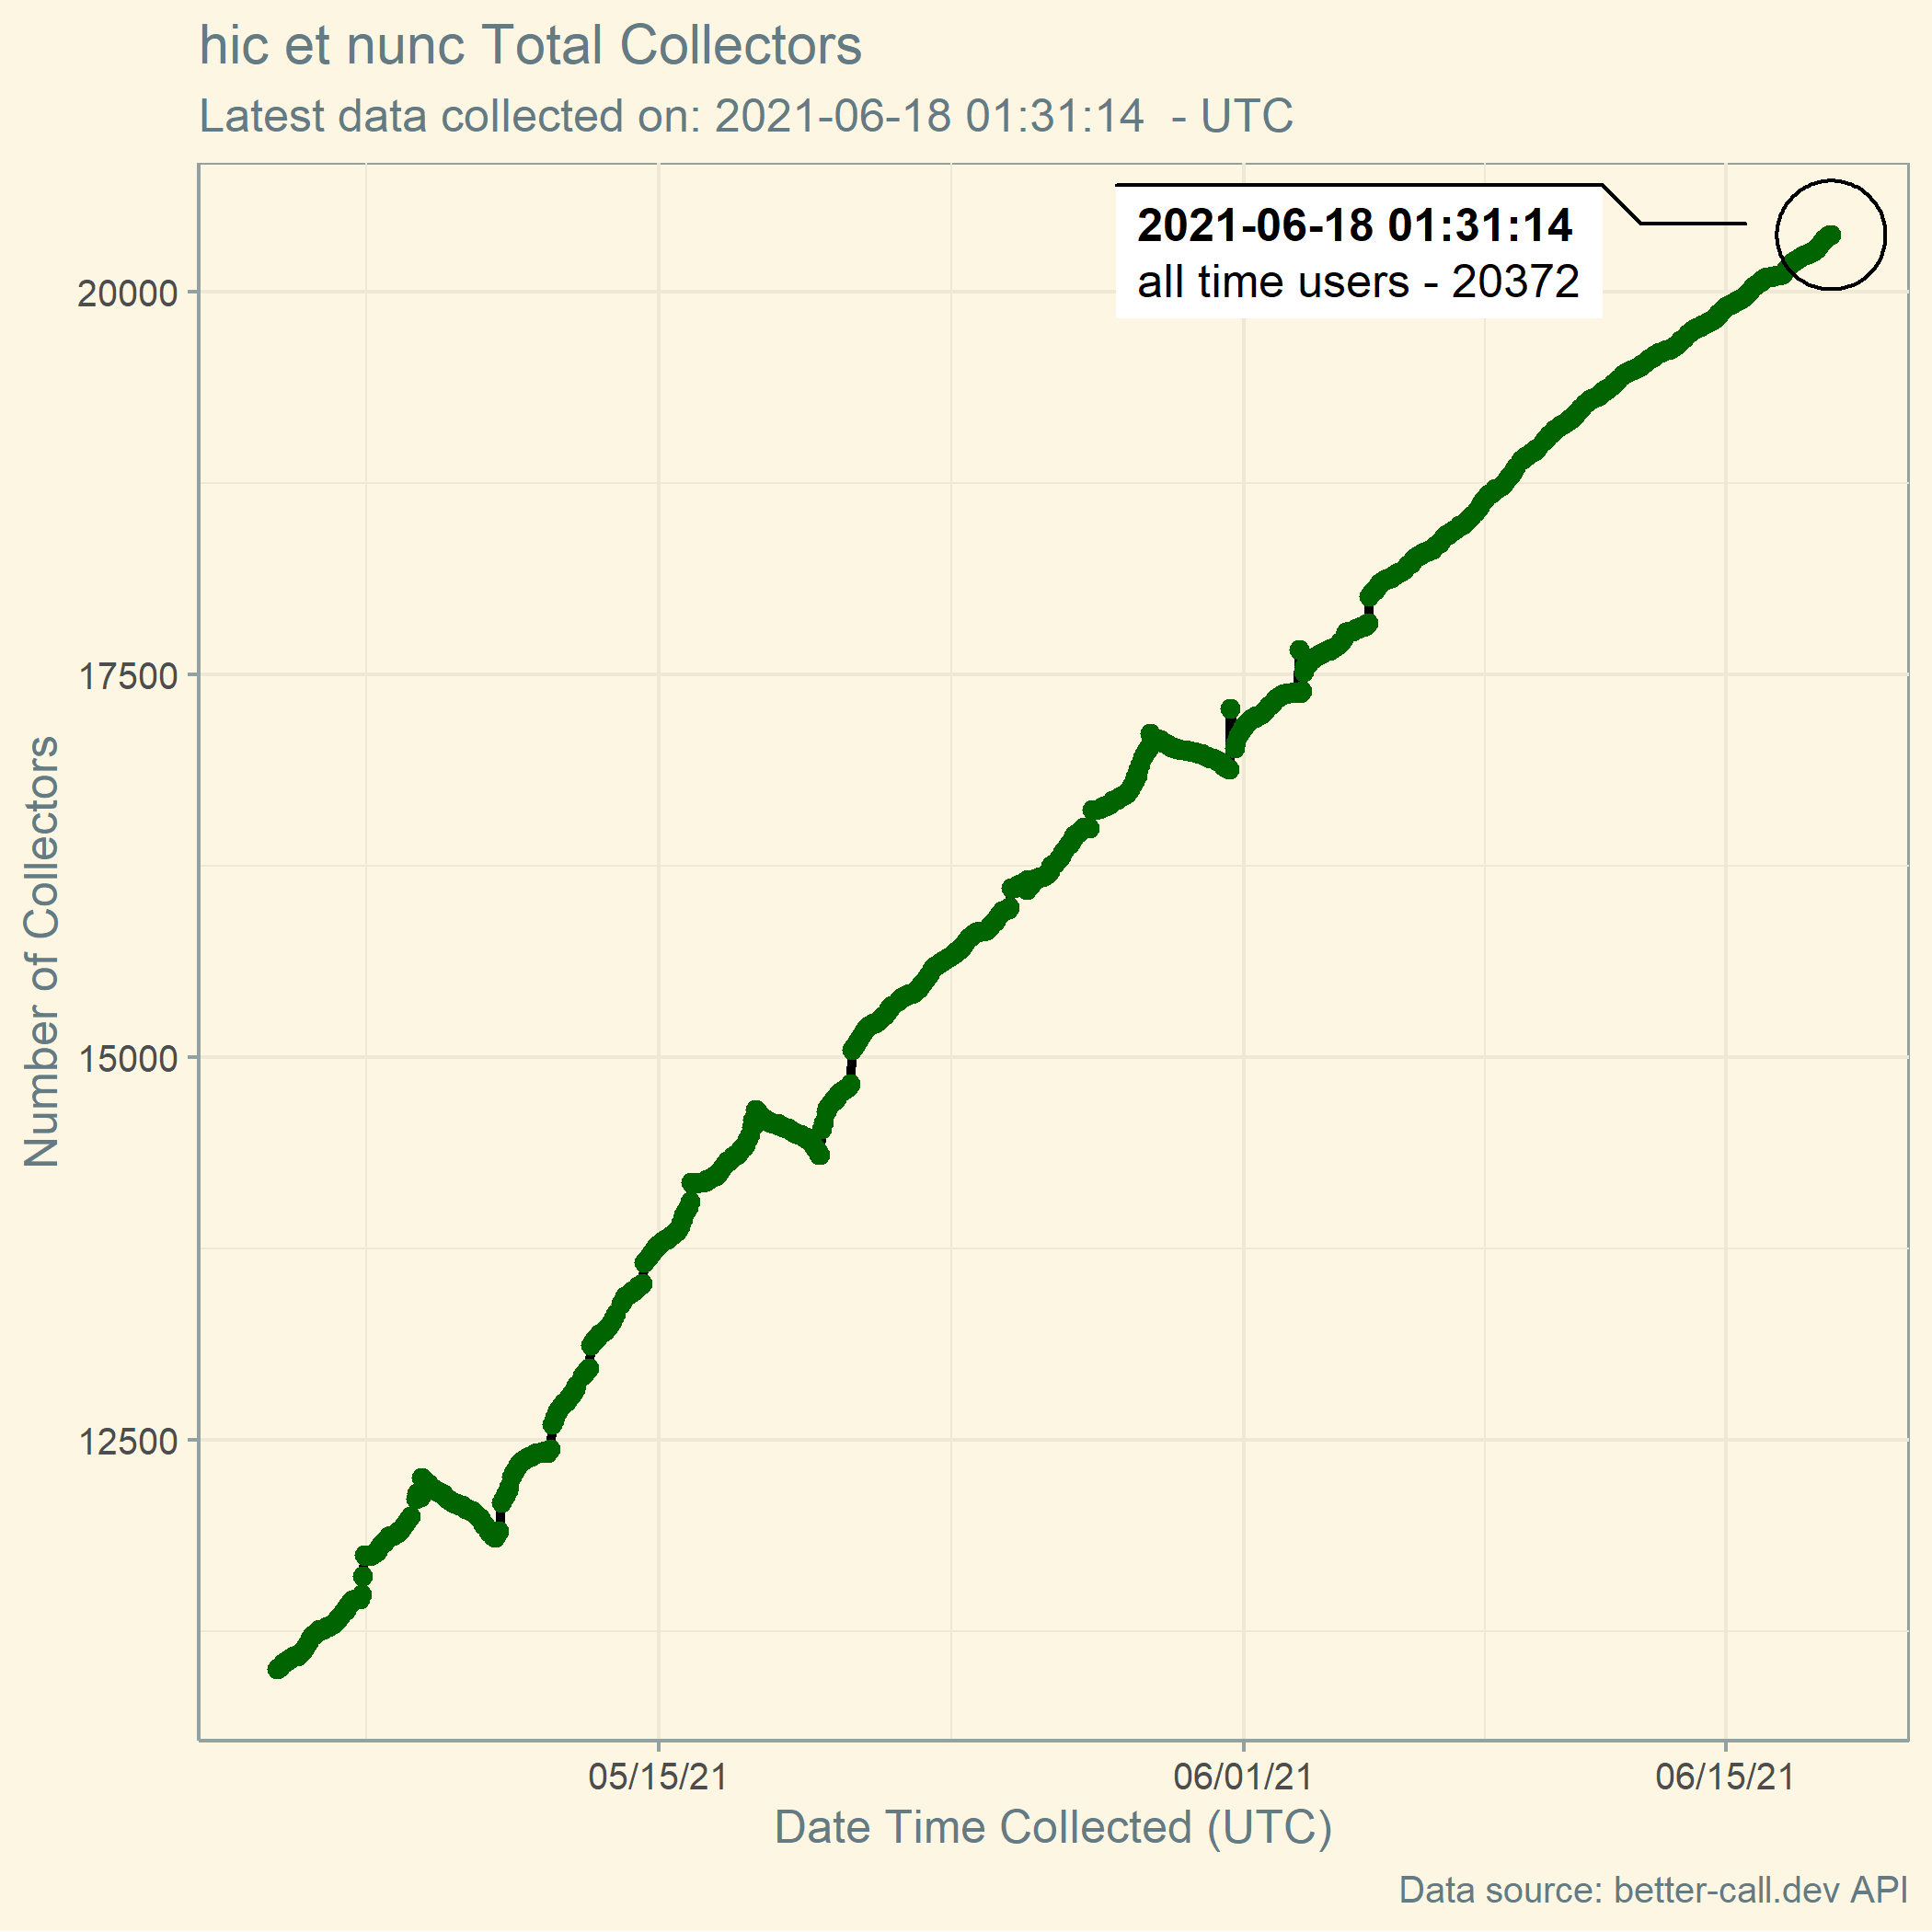 hic et nunc Total Collectors
Latest data collected on: 2021-06-18 01:31:14  - UTC
2021-06-18 01:31:14
all time users - 20372
20000
17500
15000
12500
Number of Collectors
05/15/21
06/01/21
06/15/21
Date Time Collected (UTC)
Data source: better-call.dev API